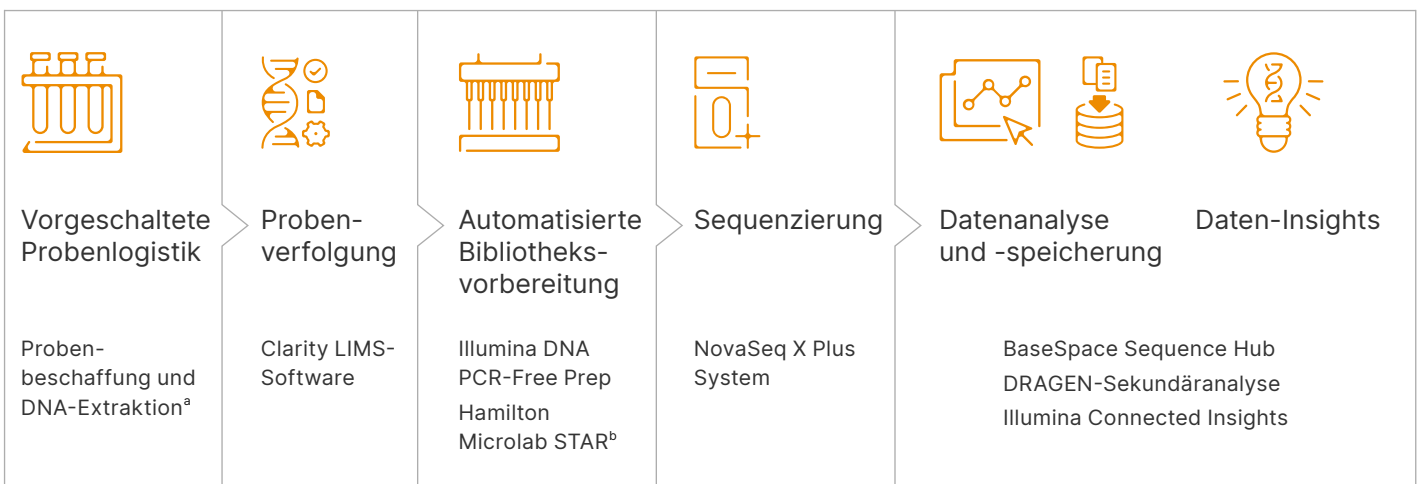 Vorgeschaltete
Probenlogistik
Proben-
beschaffung und
DNA-Extraktionᵃ
Proben-
verfolgung
Clarity LIMS-
Software
Automatisierte
Bibliotheks-
vorbereitung
Illumina DNA
PCR-Free Prep
Hamilton
Microlab STARᵇ
Sequenzierung
NovaSeq X Plus
System
Datenanalyse
und -speicherung
Daten-Insights
BaseSpace Sequence Hub
DRAGEN-Sekundäranalyse
Illumina Connected Insights